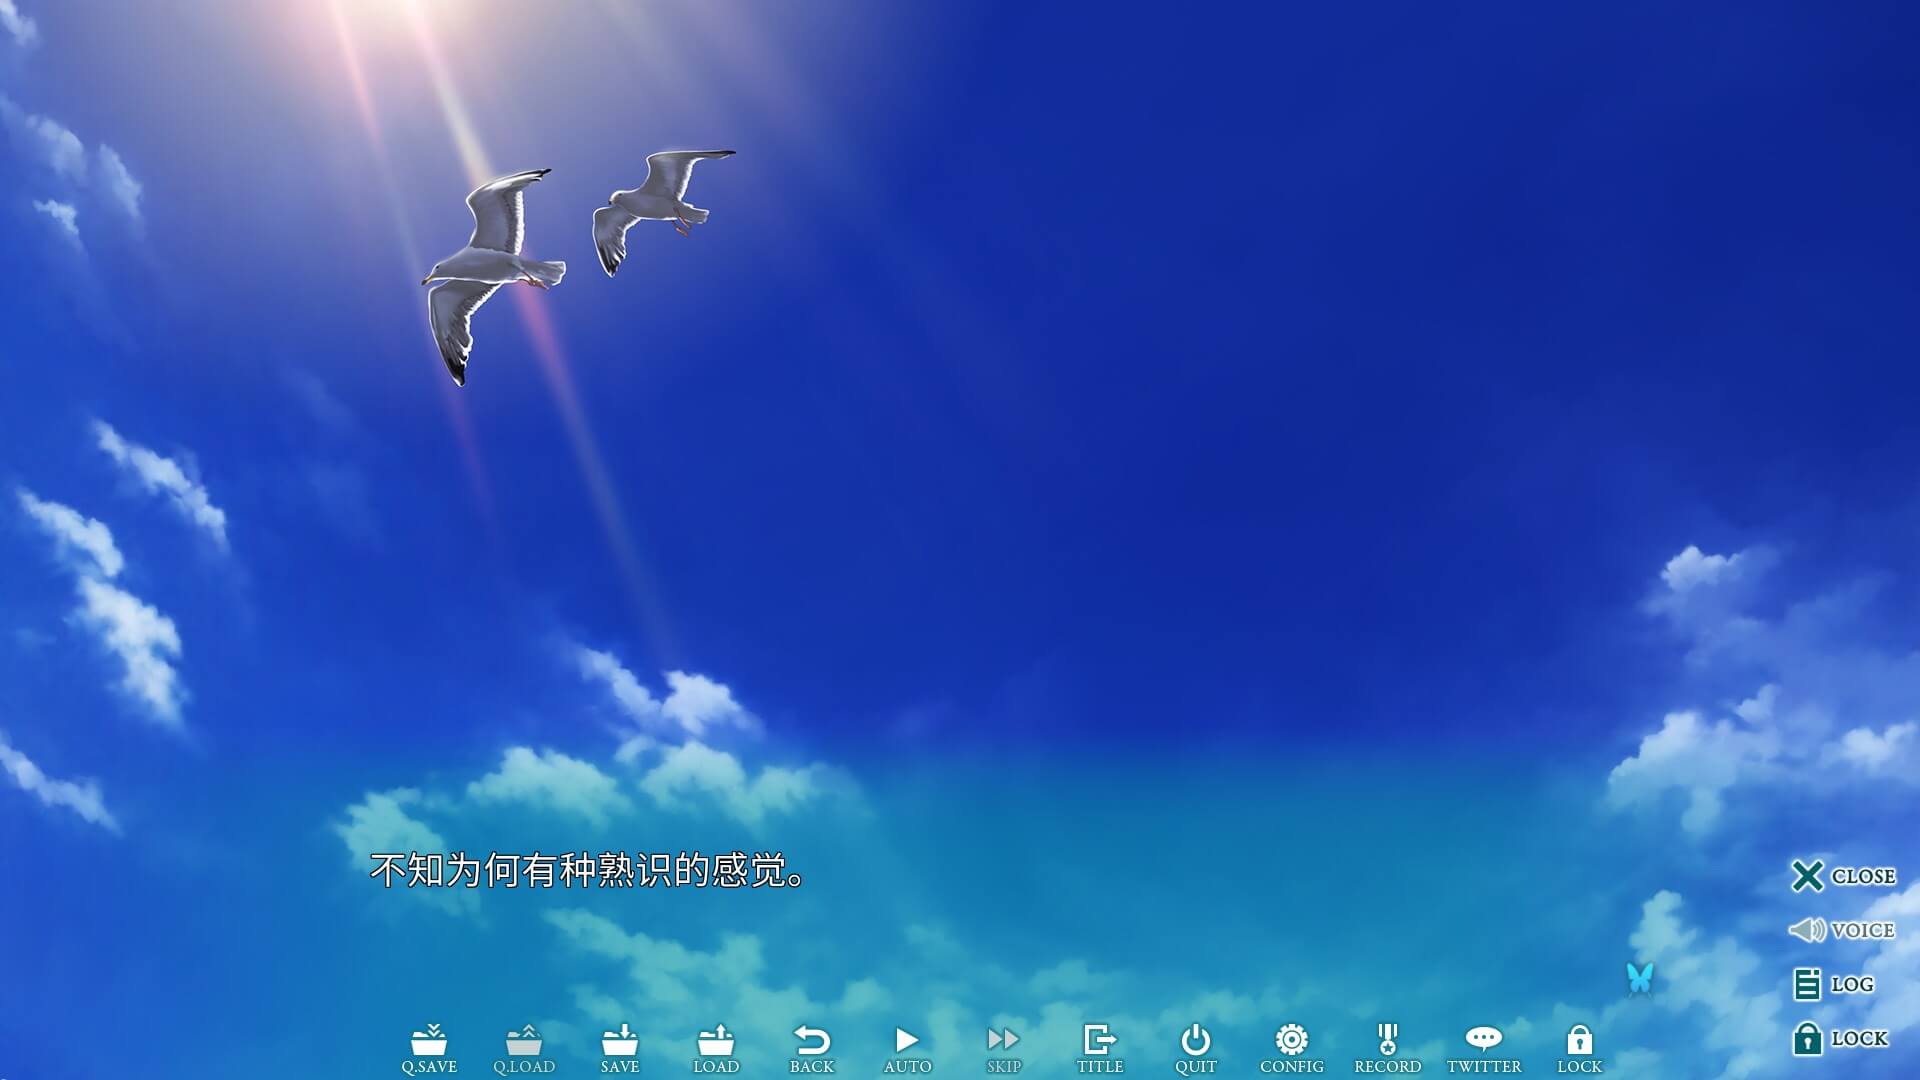 不知为何有种熟识的感觉。
CLOSE
VOICE
LOG
LOCK
Q.SAVE Q.LOAD SAVE LOAD BACK AUTO SKIP TITLE QUIT CONFIG RECORD TWITTER LOCK